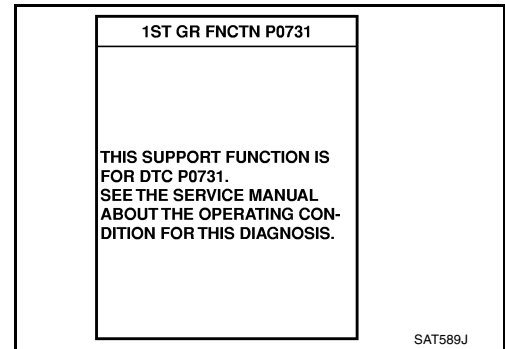 1ST GR FNCTN P0731
THIS SUPPORT FUNCTION IS
FOR DTC P0731.
SEE THE SERVICE MANUAL
ABOUT THE OPERATING CON-
DITION FOR THIS DIAGNOSIS.
SAT589J